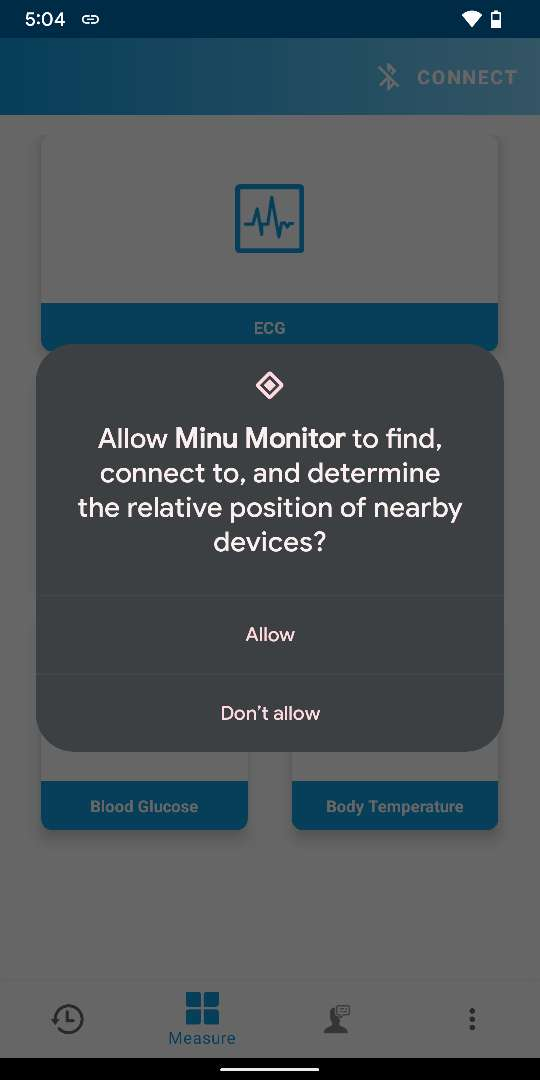 5:04
CONNECT
ECG
Allow Minu Monitor to find,
connect to, and determine
the relative position of nearby
devices?
Allow
Don't allow
Blood Glucose
Body Temperature
Measure